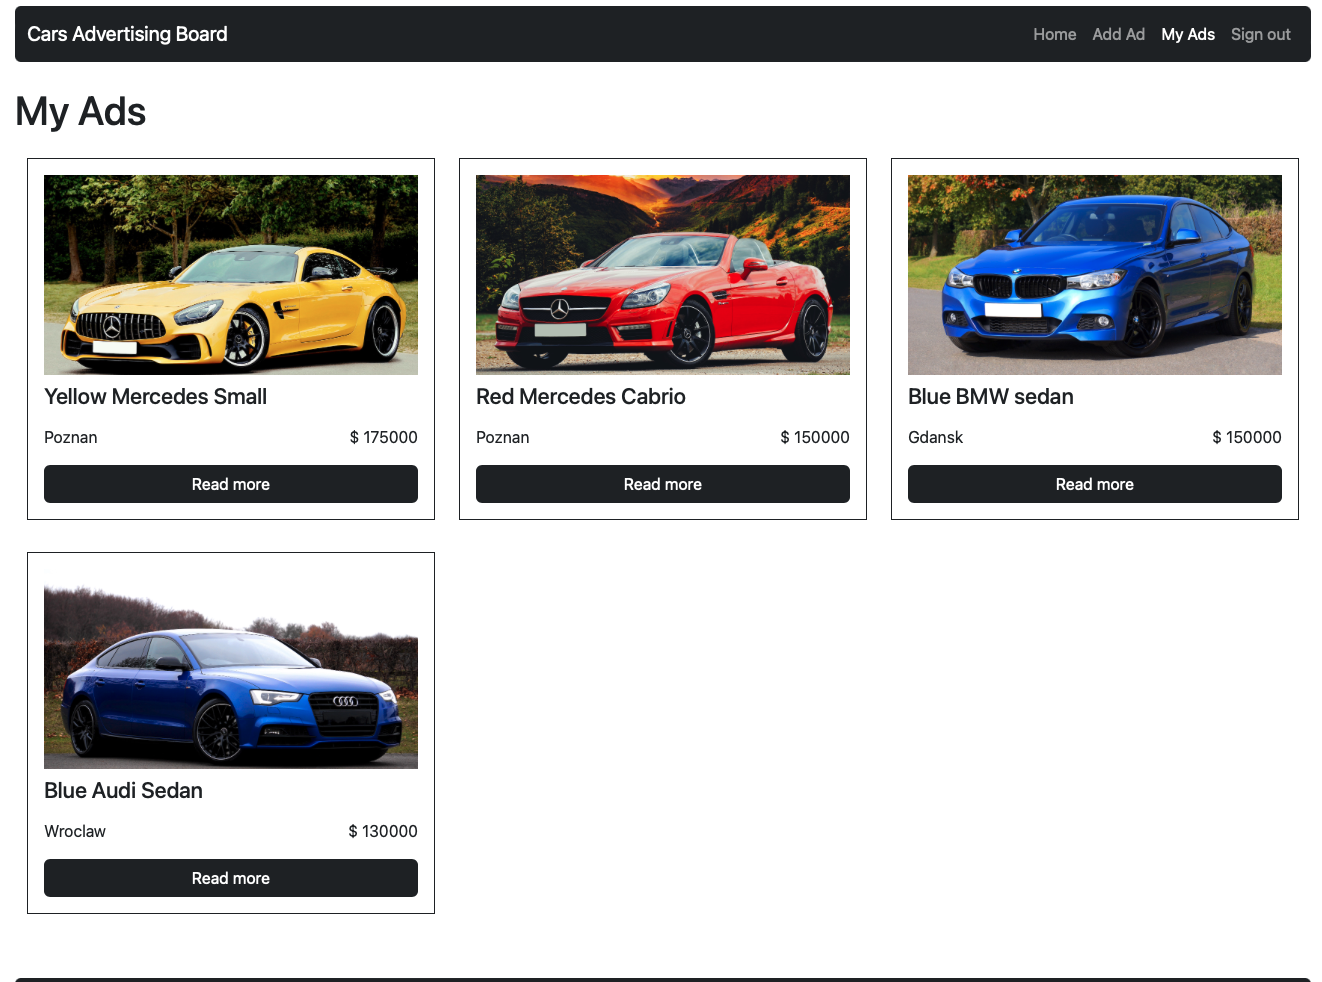 Cars Advertising Board
Home Add Ad My Ads Sign out
My Ads
Yellow Mercedes Small
Poznan $ 175000
Read more
Red Mercedes Cabrio
Poznan $ 150000
Read more
Blue BMW sedan
Gdansk $ 150000
Read more
Blue Audi Sedan
Wroclaw $ 130000
Read more